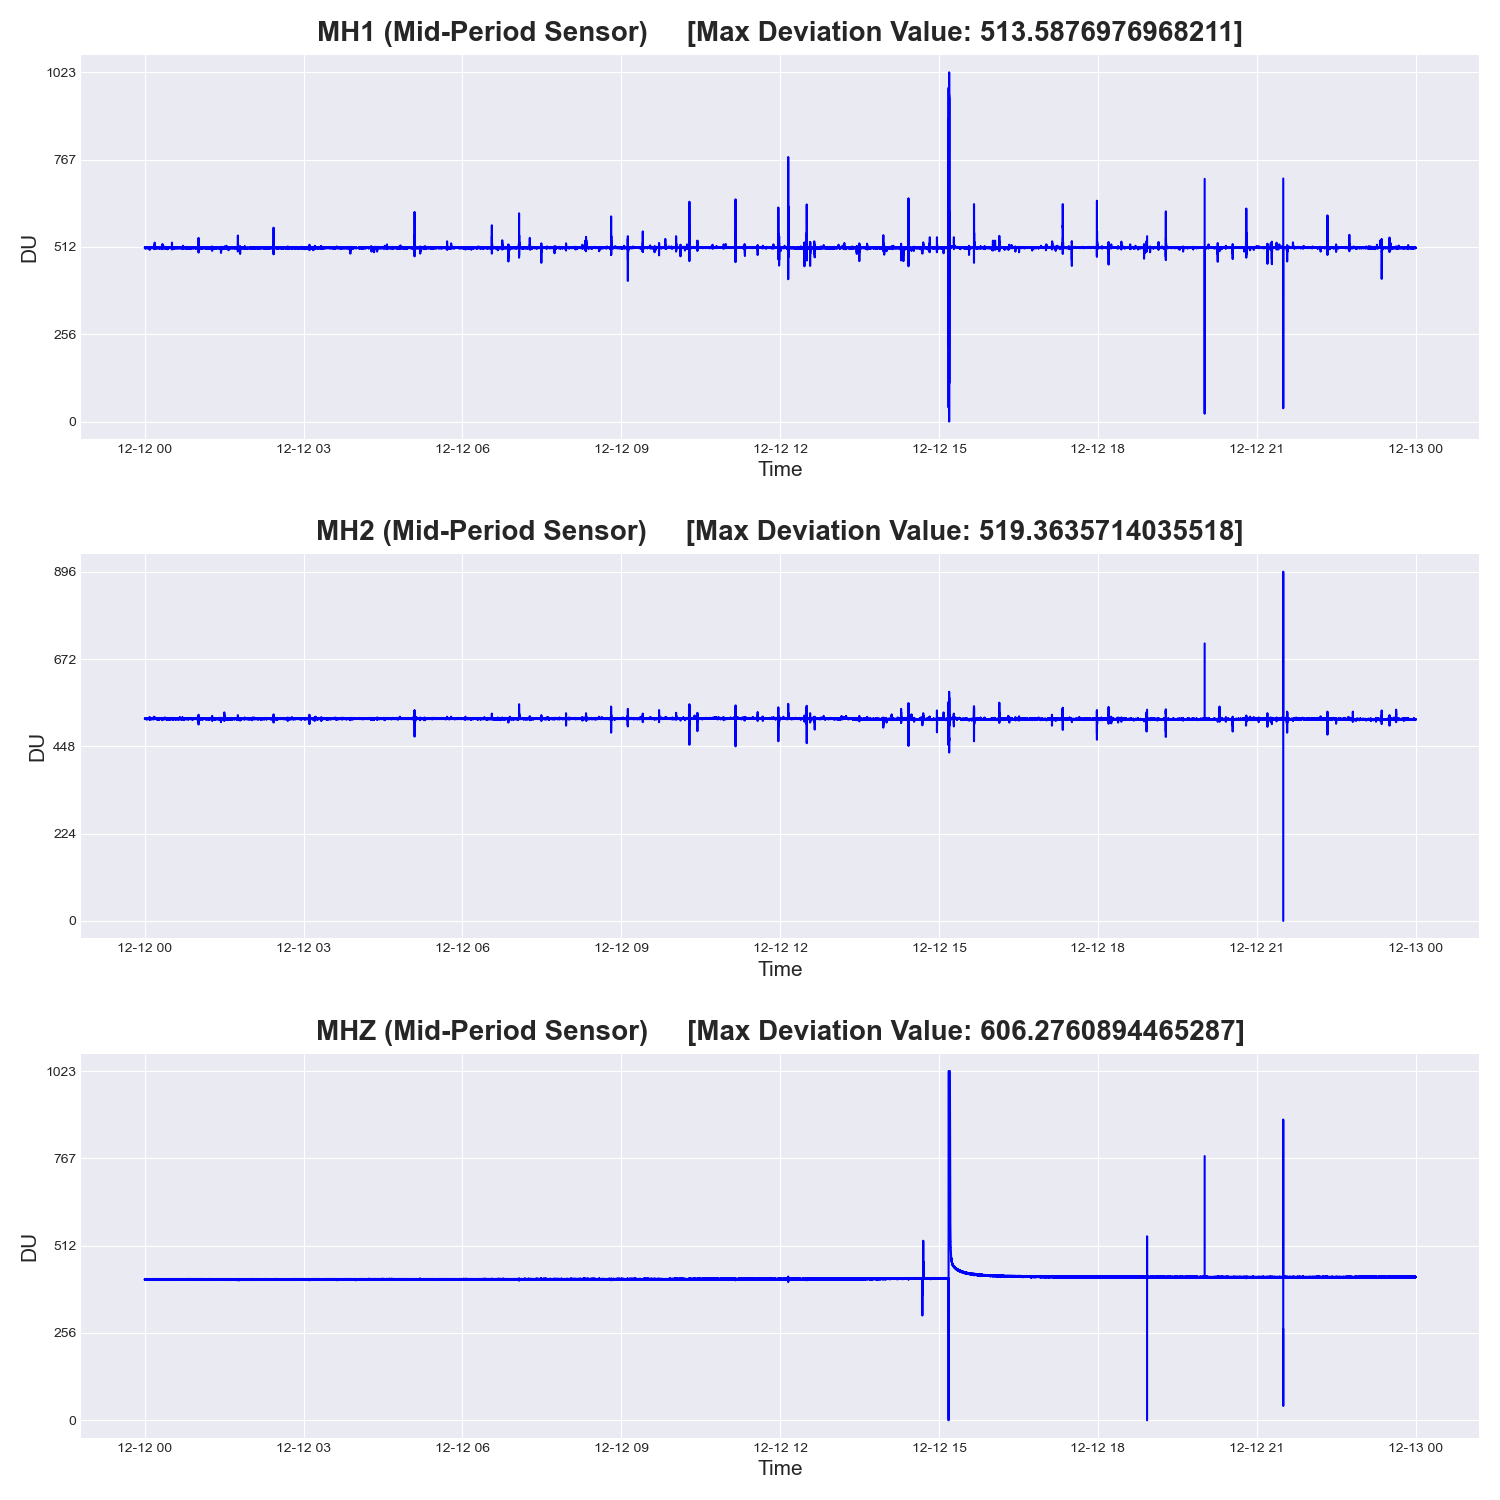 MH1 (Mid-Period Sensor) [Max Deviation Value: 513.5876976968211]
1023
767
512
256
0
DU
12-12 00 12-12 03 12-12 06 12-12 09 12-12 12 12-12 15 12-12 18 12-12 21 12-13 00
Time
MH2 (Mid-Period Sensor) [Max Deviation Value: 519.3635714035518]
896
672
448
224
0
DU
12-12 00 12-12 03 12-12 06 12-12 09 12-12 12 12-12 15 12-12 18 12-12 21 12-13 00
Time
MHZ (Mid-Period Sensor) [Max Deviation Value: 606.2760894465287]
1023
767
512
256
0
DU
12-12 00 12-12 03 12-12 06 12-12 09 12-12 12 12-12 15 12-12 18 12-12 21 12-13 00
Time